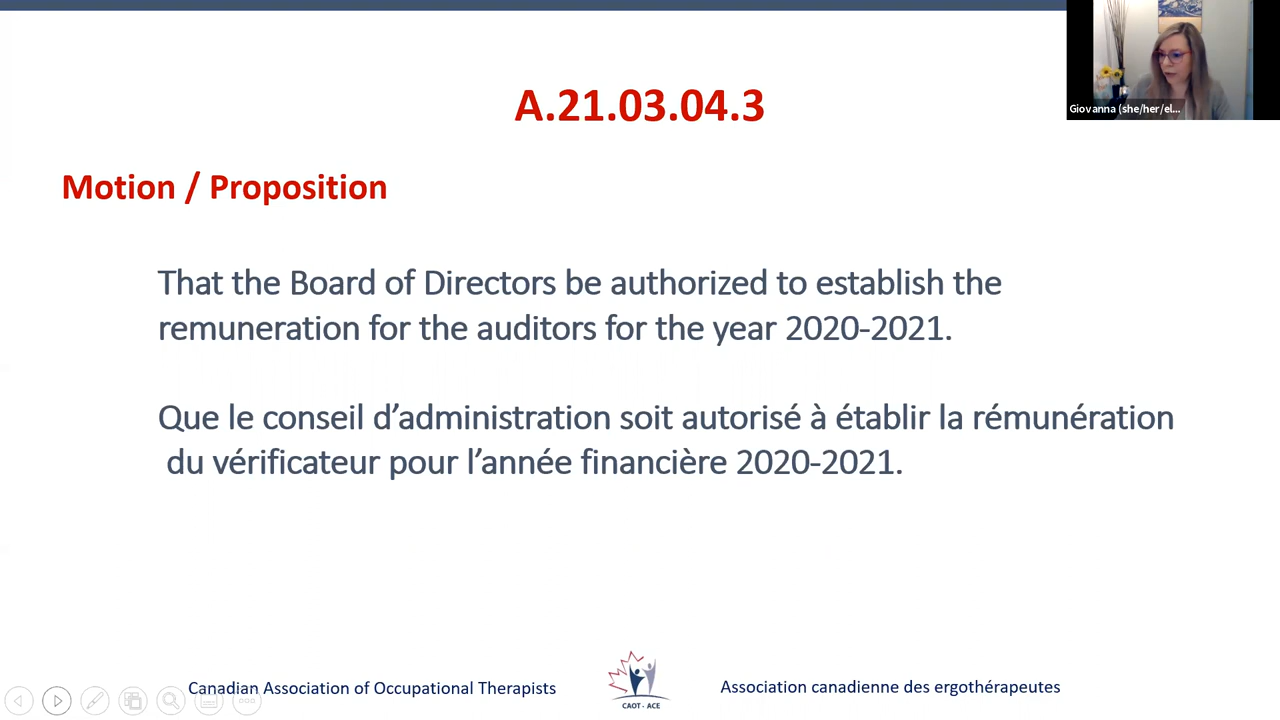 A.21.03.04.3
Giovanna (she/her/el...
Motion / Proposition
That the Board of Directors be authorized to establish the
remuneration for the auditors for the year 2020-2021.
Que le conseil d’administration soit autorisé à établir la rémunération
du vérificateur pour l’année financière 2020-2021.
Canadian Association of Occupational Therapists
CAOT - ACE
Association canadienne des ergothérapeutes